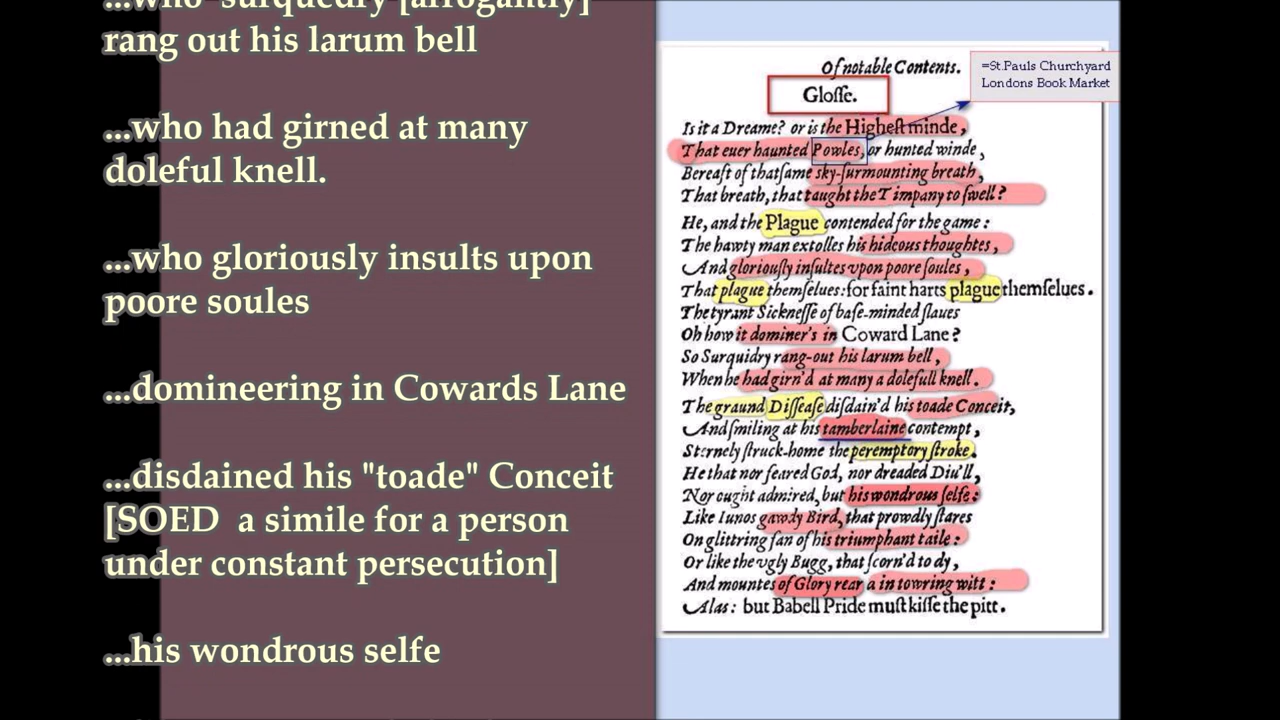 ...who surquedry [arrogantly]
rang out his larum bell
...who had girned at many
doleful knell.
...who gloriously insults upon
poore souls
...domineering in Cowards Lane
...disdained his "toade" Conceit
[SOED a simile for a person
under constant persecution]
...his wondrous selfe
Of notable Contents.
=St.Pauls Churchyard
Londons Book Market
Gloſſe.
Is it a Dreame? or is the Higheſt minde,
That euer haunted Powles, or hunted winde,
Bereaft of that ſame sky-ſurmounting breath,
That breath, that taught the Timpany to ſwell?
He, and the Plague contended for the game:
The hawty man extolles his hideous thoughtes,
And gloriouſly inſultes vpon poore ſoules,
That plague themſelues: for faint harts plague themſelues.
The tyrant Sickneſſe of baſe-minded ſlaues
Oh how it dominer's in Coward Lane?
So Surquidry rang-out his larum bell,
When he had girn'd at many a dolefull knell.
The graund Diſſeaſe diſdain'd his toade Conceit,
And ſmiling at his tamberlaine contempt,
Sternely ſtruck-home the peremptory ſtroke.
He that nor feared God, nor dreaded Diu'll,
Nor ought admired, but his wondrous ſelfe:
Like Iunos gawdy Bird, that prowdly ſtares
On glittring fan of his triumphant taile:
Or like the vgly Bugg, that ſcorn'd to dy,
And mountes of Glory rear'd in towring witt:
Alas: but Babell Pride muſt kiſſe the pitt.